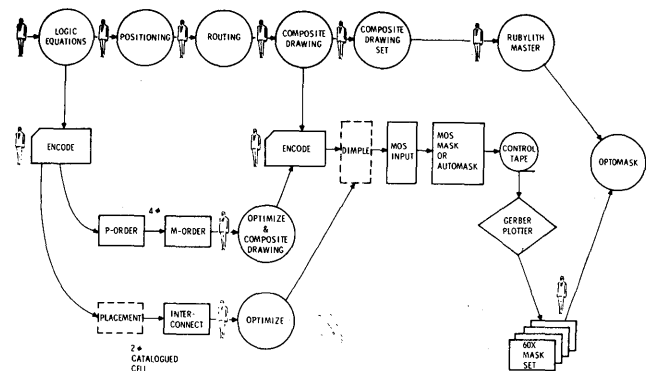 LOGIC
EQUATIONS
POSITIONING
ROUTING
COMPOSITE
DRAWING
COMPOSITE
DRAWING
SET
RUBYLITH
MASTER
ENCODE
ENCODE
DIMPLE
MOS
INPUT
MOS
MASK
OR
AUTOMASK
CONTROL
TAPE
OPTOMASK
P-ORDER
4Φ
M-ORDER
OPTIMIZE
&
COMPOSITE
DRAWING
GERBER
PLOTTER
PLACEMENT
INTER-
CONNECT
OPTIMIZE
2Φ
CATALOGUED
CELL
60X
MASK
SET